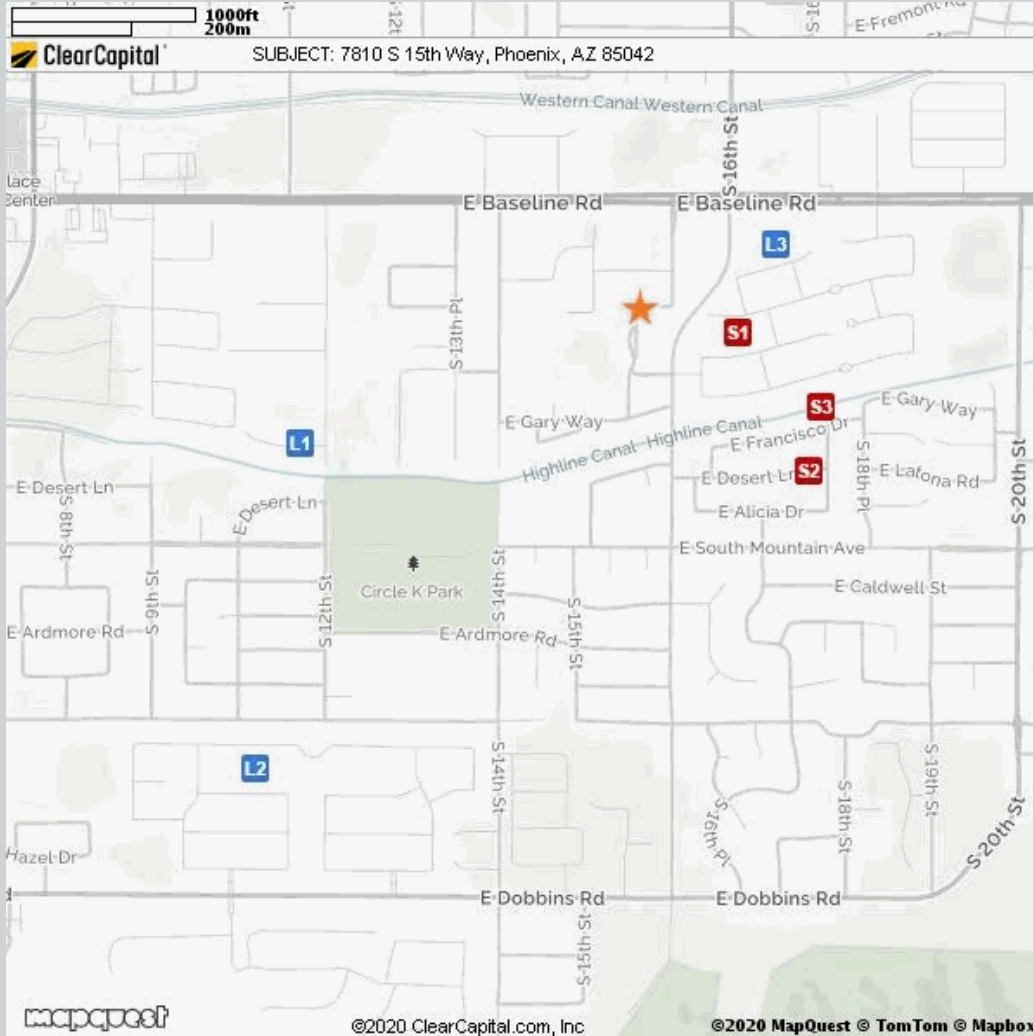 1000ft
200m
S-12t
S-16
E-Fremont-Rd
ClearCapital
SUBJECT: 7810 S 15th Way, Phoenix, AZ 85042
Western Canal Western Canal
S-16th St
lace
Center
E Baseline Rd
E Baseline Rd
L3
S-13th-Pl
S1
S3
E-Gary-Way
E Gary-Way
Highline Canal Highline Canal
E Francisco Dr
L1
S-18th-Pl
S-20th-St
E Desert Ln
S2
E-Latona-Rd
E Desert Ln
S-8th-St
E-Desert Ln
E-Alicia-Dr
E South Mountain Ave
Circle K Park
E Caldwell St
S-9th-St
S-12th-St
S-14th St
S-15th-St
E Ardmore Rd
E Ardmore Rd
L2
S-14th-St
S-16th-Pl
S-18th-St
S-19th-St
S-20th St
Hazel Dr
d
E Dobbins Rd
E Dobbins Rd
S-15th St
mapquest
©2020 ClearCapital.com, Inc
©2020 MapQuest © TomTom © Mapbox